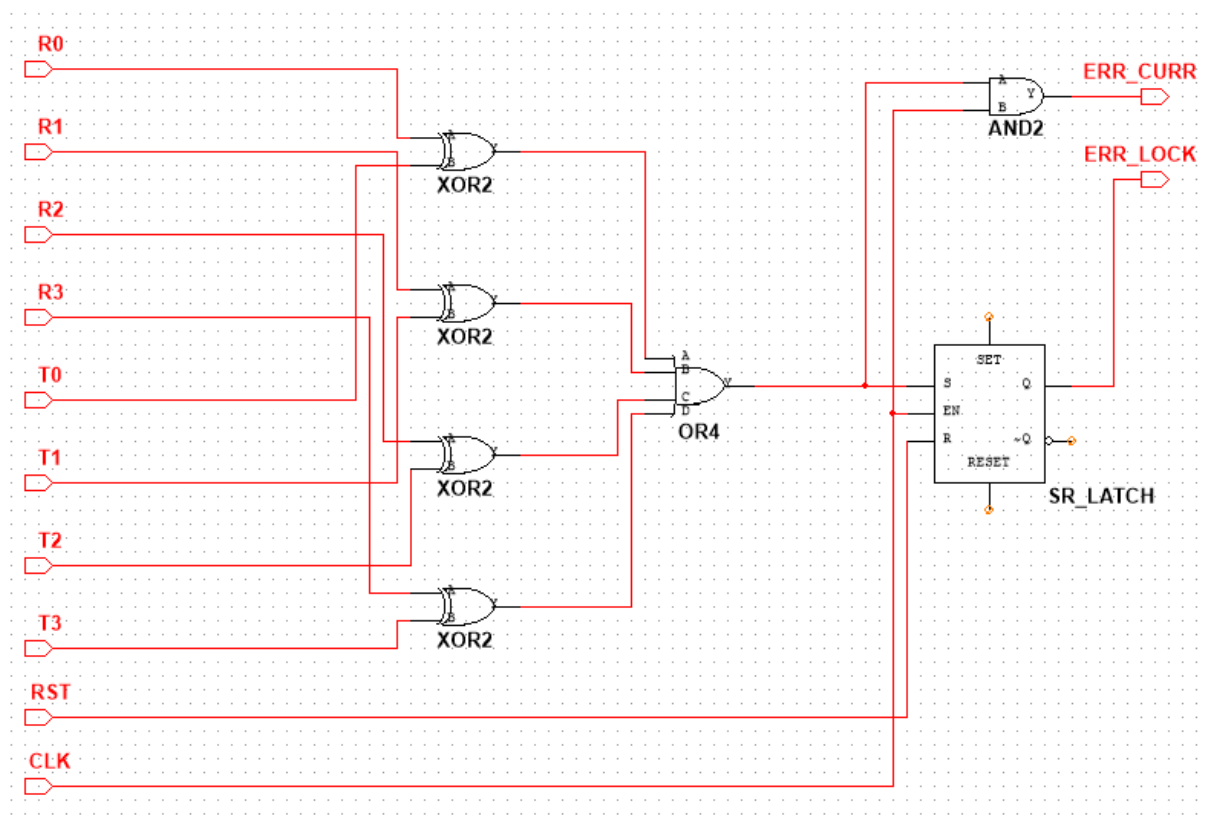 R0
ERR_CURR
A
Y
B
AND2
R1
A
Y
B
XOR2
ERR_LOCK
R2
R3
A
Y
B
XOR2
SET
A
B
Y
C
D
OR4
S
Q
EN
R
~Q
RESET
SR_LATCH
T0
T1
A
Y
B
XOR2
T2
T3
A
Y
B
XOR2
RST
CLK